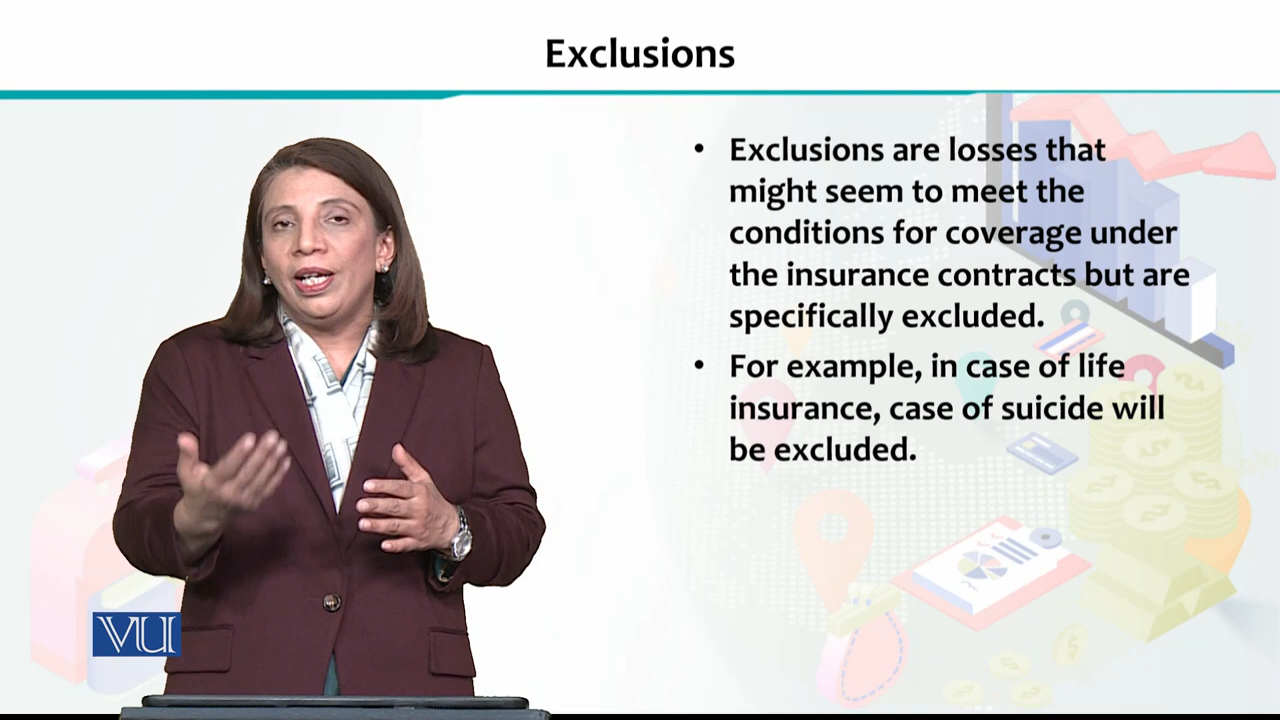 Exclusions
• Exclusions are losses that
might seem to meet the
conditions for coverage under
the insurance contracts but are
specifically excluded.
• For example, in case of life
insurance, case of suicide will
be excluded.
VU